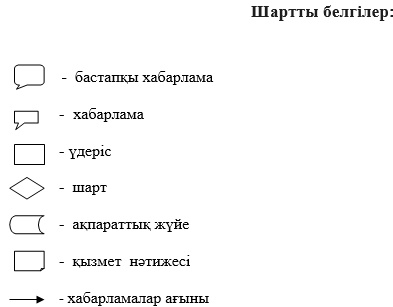 Шартты белгілер:
- бастапқы хабарлама
- хабарлама
- үдеріс
- шарт
- ақпараттық жүйе
- қызмет нәтижесі
- хабарламалар ағыны